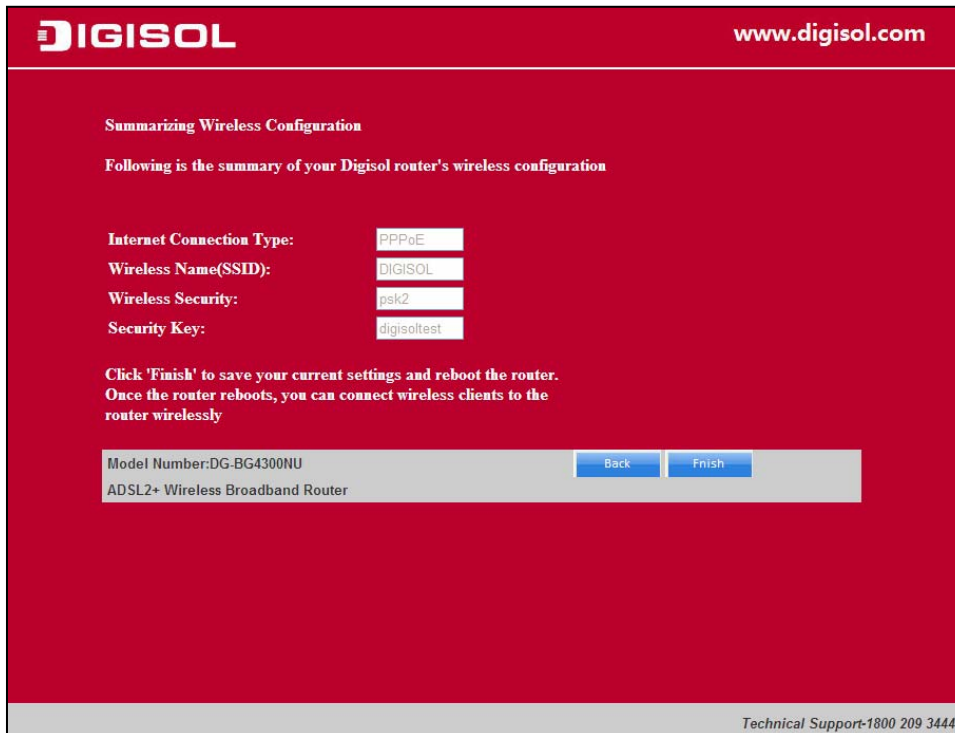 DIGISOL
www.digisol.com
Summarizing Wireless Configuration
Following is the summary of your Digisol router's wireless configuration
Internet Connection Type: PPPoE
Wireless Name(SSID): DIGISOL
Wireless Security: psk2
Security Key: digisoltest
Click 'Finish' to save your current settings and reboot the router.
Once the router reboots, you can connect wireless clients to the
router wirelessly
Model Number:DG-BG4300NU
Back Fnish
ADSL2+ Wireless Broadband Router
Technical Support-1800 209 3444